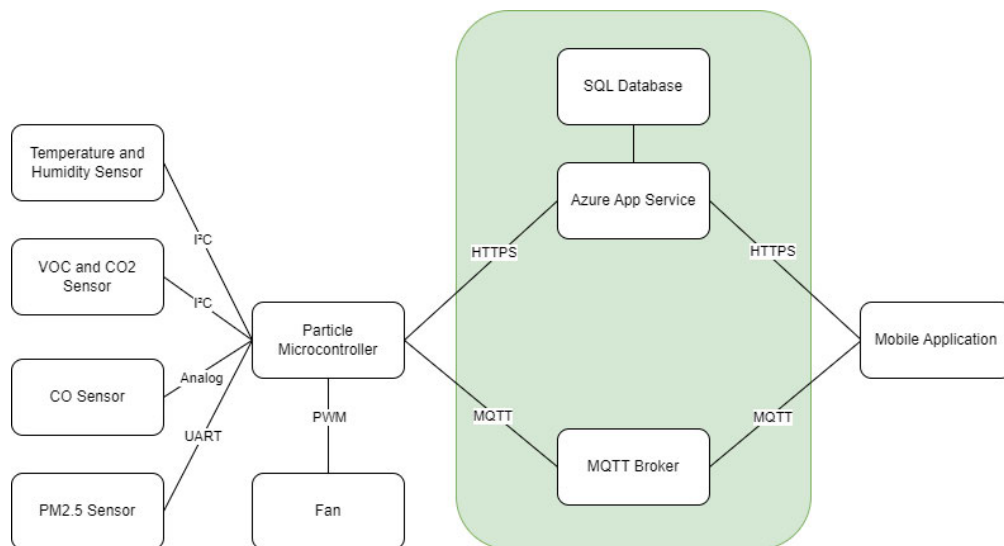 SQL Database
Temperature and
Humidity Sensor
Azure App Service
I²C
HTTPS
HTTPS
VOC and CO2
Sensor
I²C
Particle
Microcontroller
Mobile Application
CO Sensor
Analog
PWM
MQTT
MQTT
UART
MQTT Broker
PM2.5 Sensor
Fan